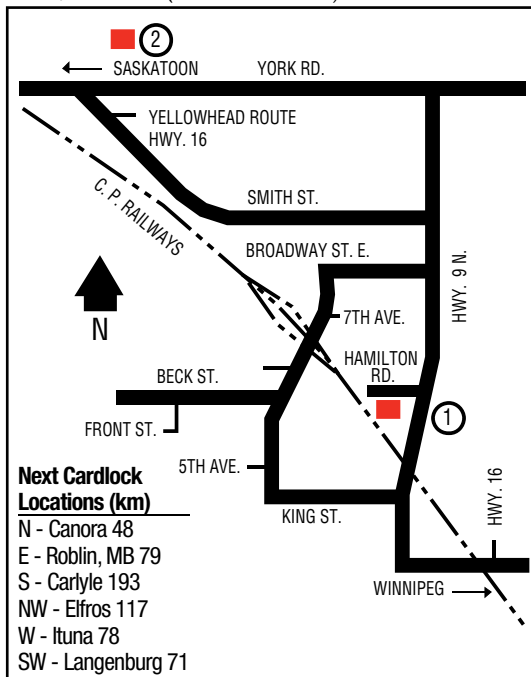 2
SASKATOON
YORK RD.
YELLOWHEAD ROUTE
HWY. 16
C. P. RAILWAYS
SMITH ST.
BROADWAY ST. E.
HWY. 9 N.
N
7TH AVE.
HAMILTON
RD.
BECK ST.
1
FRONT ST.
5TH AVE.
KING ST.
HWY. 16
WINNIPEG
Next Cardlock
Locations (km)
N - Canora 48
E - Roblin, MB 79
S - Carlyle 193
NW - Elfros 117
W - Ituna 78
SW - Langenburg 71